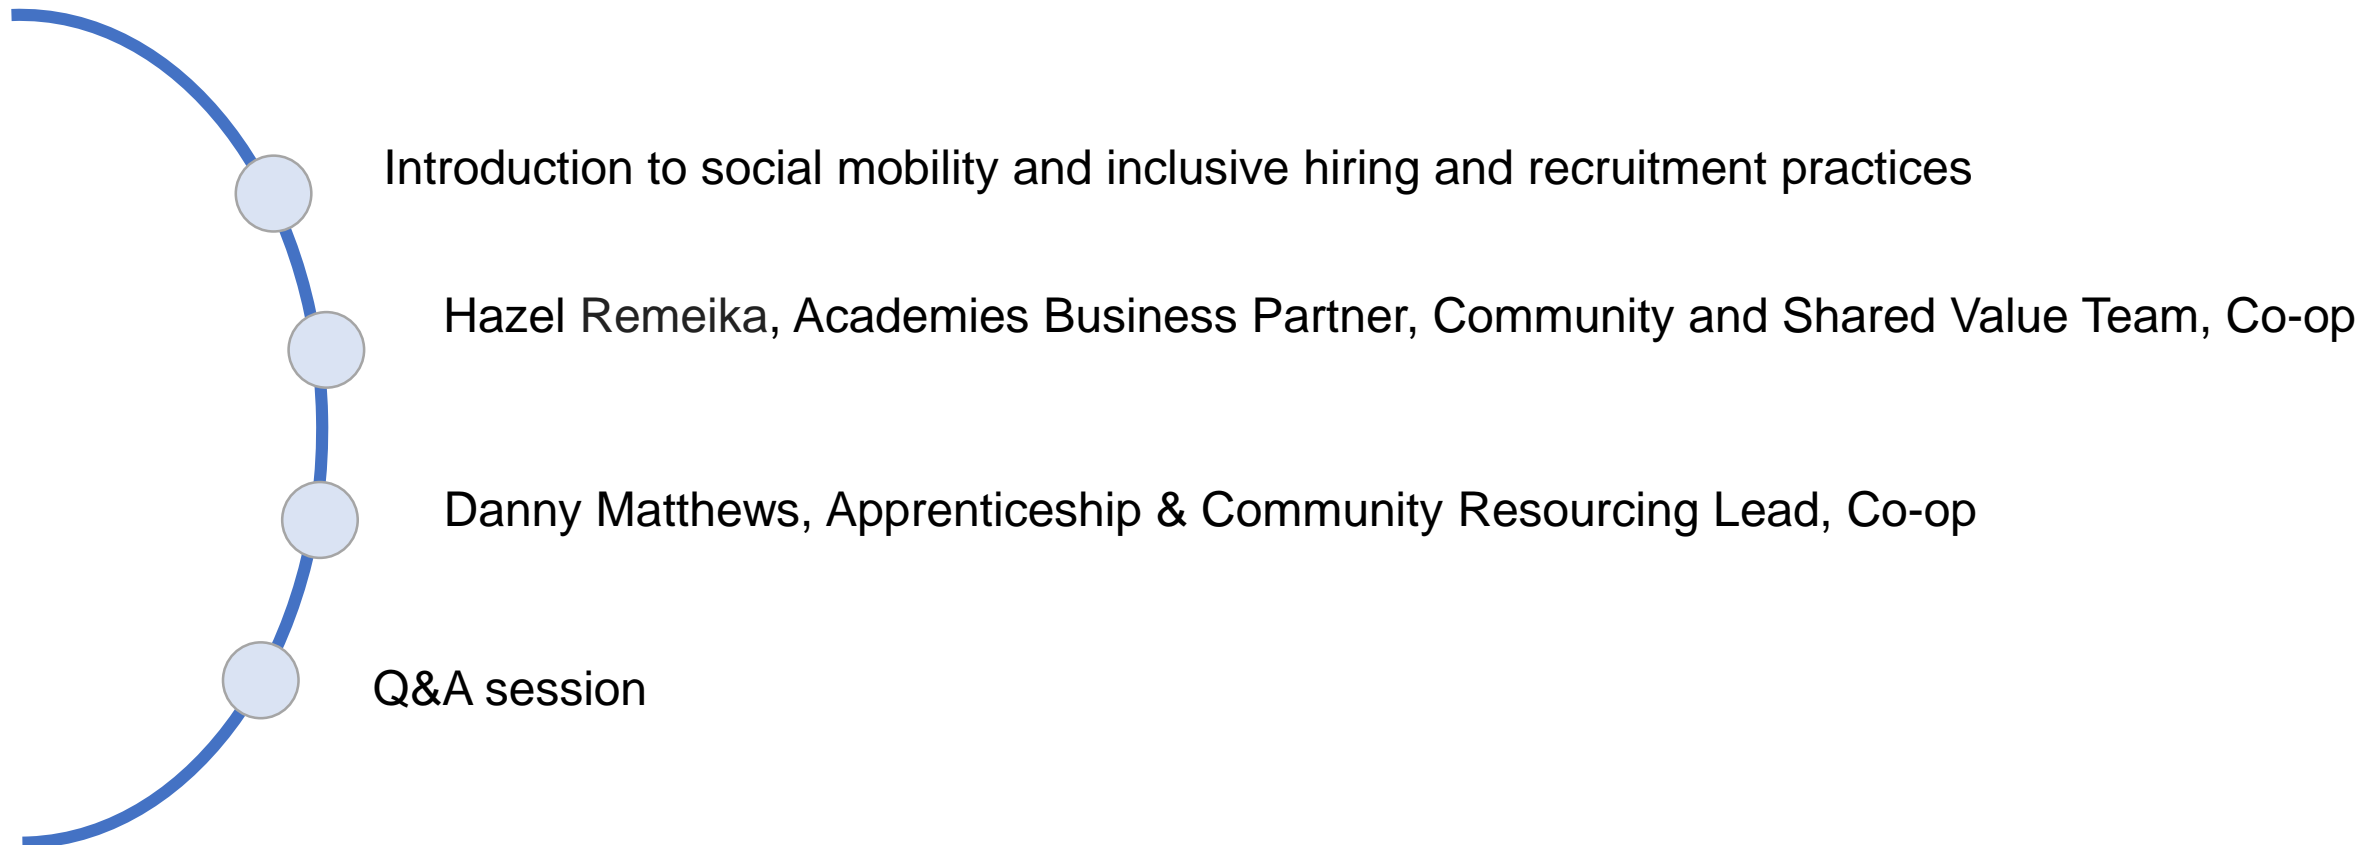 Introduction to social mobility and inclusive hiring and recruitment practices
Hazel Remeika, Academies Business Partner, Community and Shared Value Team, Co-op
Danny Matthews, Apprenticeship & Community Resourcing Lead, Co-op
Q&A session